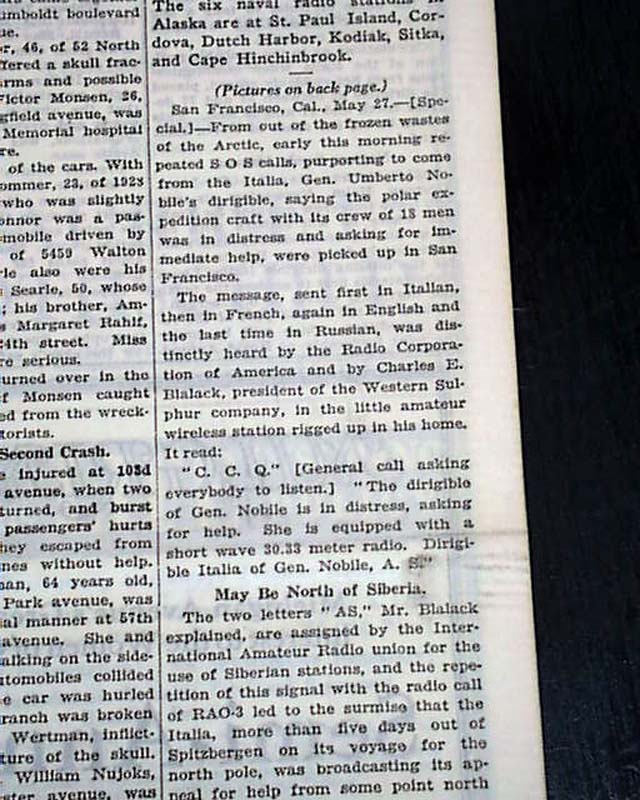 umboldt boulevard
ue.
r, 46, of 52 North
ffered a skull frac-
rms and possible
Victor Monsen, 26,
gfield avenue, was
Memorial hospital
re.
of the cars. With
ommer, 23, of 1923
who was slightly
onnor was a pas-
mobile driven by
of 5459 Walton
rle also were his
Searle, 50, whose
; his brother, Am-
s Margaret Rahlf,
24th street. Miss
re serious.
urned over in the
f Monsen caught
ed from the wreck-
torists.
Second Crash.
e injured at 103d
avenue, when two
turned, and burst
passengers' hurts
hey escaped from
nes without help.
man, 64 years old,
Park avenue, was
al manner at 57th
avenue. She and
alking on the side-
utomobiles collided
e car was hurled
ranch was broken
Wertman, inflict-
ture of the skull.
William Nujoks,
ster avenue, was
The six naval radio stations in
Alaska are at St. Paul Island, Cor-
dova, Dutch Harbor, Kodiak, Sitka,
and Cape Hinchinbrook.
(Pictures on back page.)
San Francisco, Cal., May 27.—[Spe-
cial.]—From out of the frozen wastes
of the Arctic, early this morning re-
peated S O S calls, purporting to come
from the Italia, Gen. Umberto No-
bile's dirigible, saying the polar ex-
pedition craft with its crew of 18 men
was in distress and asking for im-
mediate help, were picked up in San
Francisco.
The message, sent first in Italian,
then in French, again in English and
the last time in Russian, was dis-
tinctly heard by the Radio Corpora-
tion of America and by Charles E.
Blalack, president of the Western Sul-
phur company, in the little amateur
wireless station rigged up in his home.
It read:
"C. C. Q." [General call asking
everybody to listen.] "The dirigible
of Gen. Nobile is in distress, asking
for help. She is equipped with a
short wave 30.33 meter radio. Dirigi-
ble Italia of Gen. Nobile, A. S."
May Be North of Siberia.
The two letters "AS," Mr. Blalack
explained, are assigned by the Inter-
national Amateur Radio union for the
use of Siberian stations, and the repe-
tition of this signal with the radio call
of RAO-3 led to the surmise that the
Italia, more than five days out of
Spitzbergen on its voyage for the
north pole, was broadcasting its ap-
peal for help from some point north